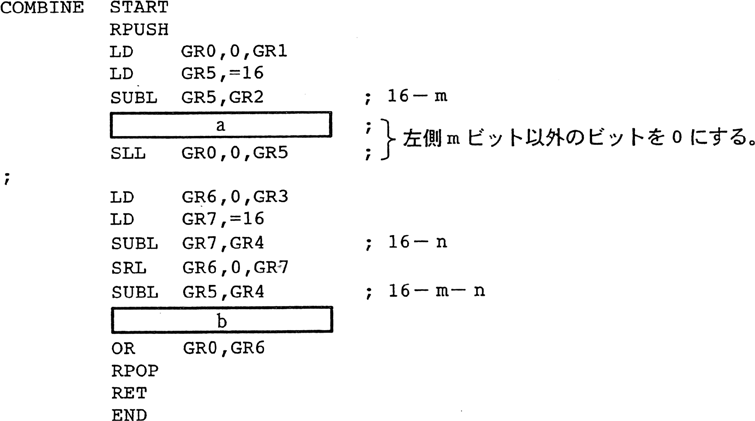 COMBINE START
RPUSH
LD GR0,0,GR1
LD GR5,=16
SUBL GR5,GR2 ; 16－m
a ;
SLL GR0,0,GR5 ;
左側 m ビット以外のビットを 0 にする。
;
LD GR6,0,GR3
LD GR7,=16
SUBL GR7,GR4 ; 16－n
SRL GR6,0,GR7
SUBL GR5,GR4 ; 16－m－n
b
OR GR0,GR6
RPOP
RET
END